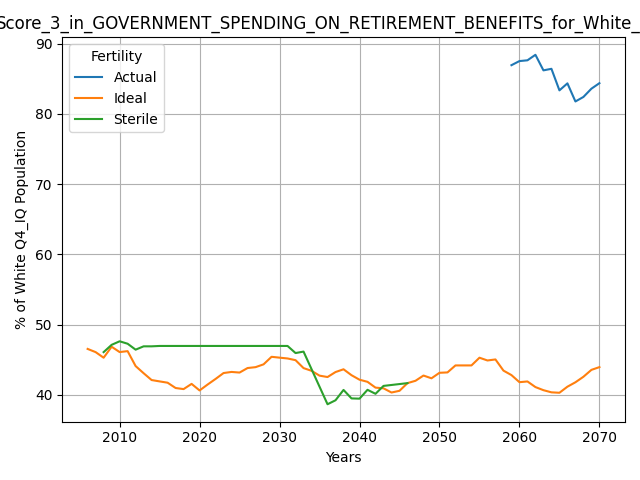 Score_3_in_GOVERNMENT_SPENDING_ON_RETIREMENT_BENEFITS_for_White_
Fertility
Actual
Ideal
Sterile
% of White Q4_IQ Population
90
80
70
60
50
40
2010 2020 2030 2040 2050 2060 2070
Years